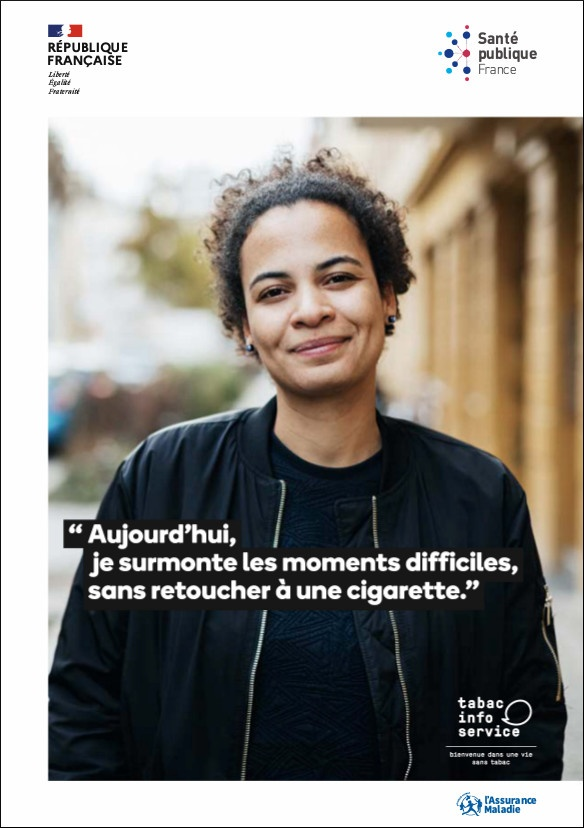 RÉPUBLIQUE
FRANÇAISE
Liberté
Égalité
Fraternité
Santé
publique
France
“ Aujourd’hui,
je surmonte les moments difficiles,
sans retoucher à une cigarette.”
tabac
info
service
bienvenue dans une vie
sans tabac
l’Assurance
Maladie